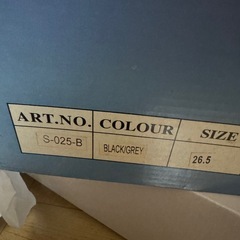 ART.NO. COLOUR SIZE
S-025-B BLACK/GREY 26.5